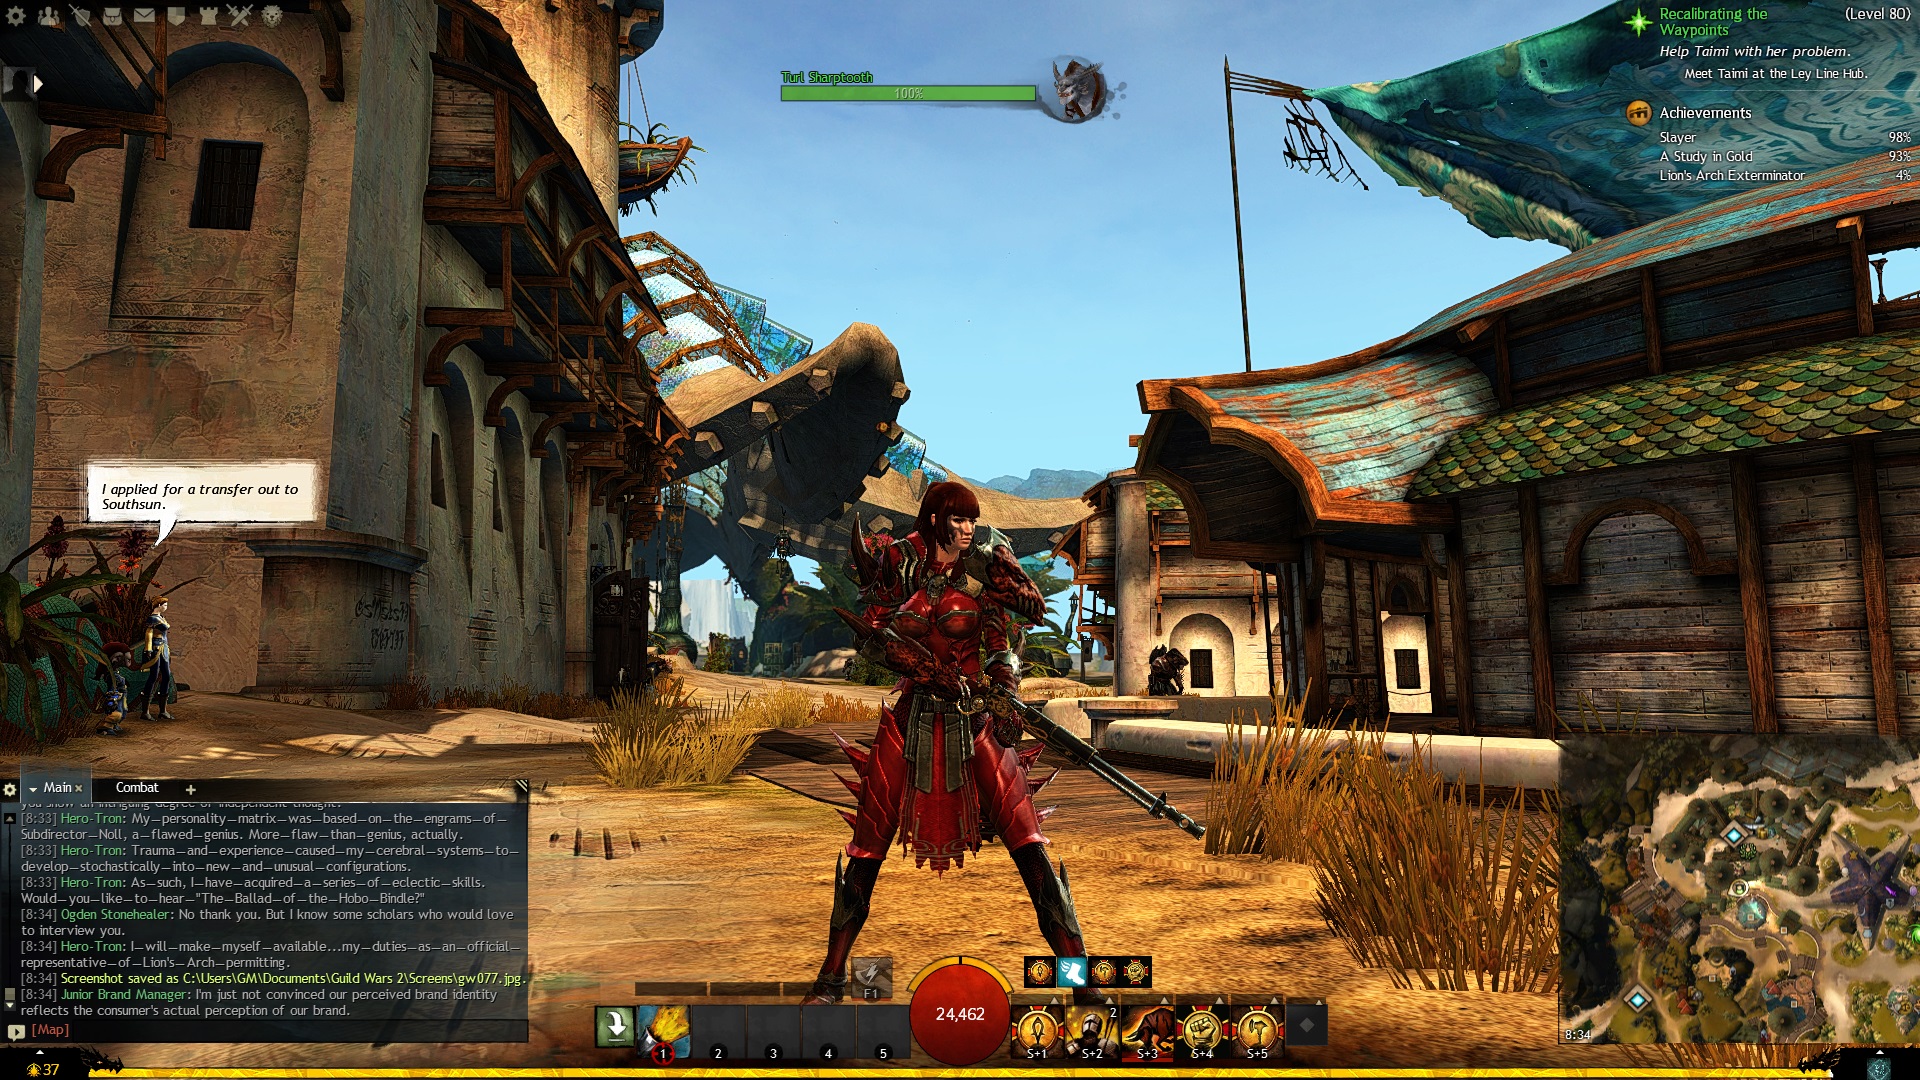 Turl Sharptooth
100%
Recalibrating the
Waypoints
(Level 80)
Help Taimi with her problem.
Meet Taimi at the Ley Line Hub.
Achievements
Slayer 98%
A Study in Gold 93%
Lion's Arch Exterminator 4%
I applied for a transfer out to
Southsun.
Main
Combat
you show an intriguing degree of independent thought.
[8:33] Hero-Tron: My—personality—matrix—was—based—on—the—engrams—of—
Subdirector—Noll, a—flawed—genius. More—flaw—than—genius, actually.
[8:33] Hero-Tron: Trauma—and—experience—caused—my—cerebral—systems—to—
develop—stochastically—into—new—and—unusual—configurations.
[8:33] Hero-Tron: As—such, I—have—acquired—a—series—of—eclectic—skills.
Would—you—like—to—hear—"The—Ballad—of—the—Hobo—Bindle?"
[8:34] Ogden Stonehealer: No thank you. But I know some scholars who would love
to interview you.
[8:34] Hero-Tron: I—will—make—myself—available...my—duties—as—an—official—
representative—of—Lion's—Arch—permitting.
[8:34] Screenshot saved as C:\Users\GM\Documents\Guild Wars 2\Screens\gw077.jpg.
[8:34] Junior Brand Manager: I'm just not convinced our perceived brand identity
reflects the consumer's actual perception of our brand.
[Map]
37
F1
1
2
3
4
5
24,462
2
S+1
S+2
S+3
S+4
S+5
8:34